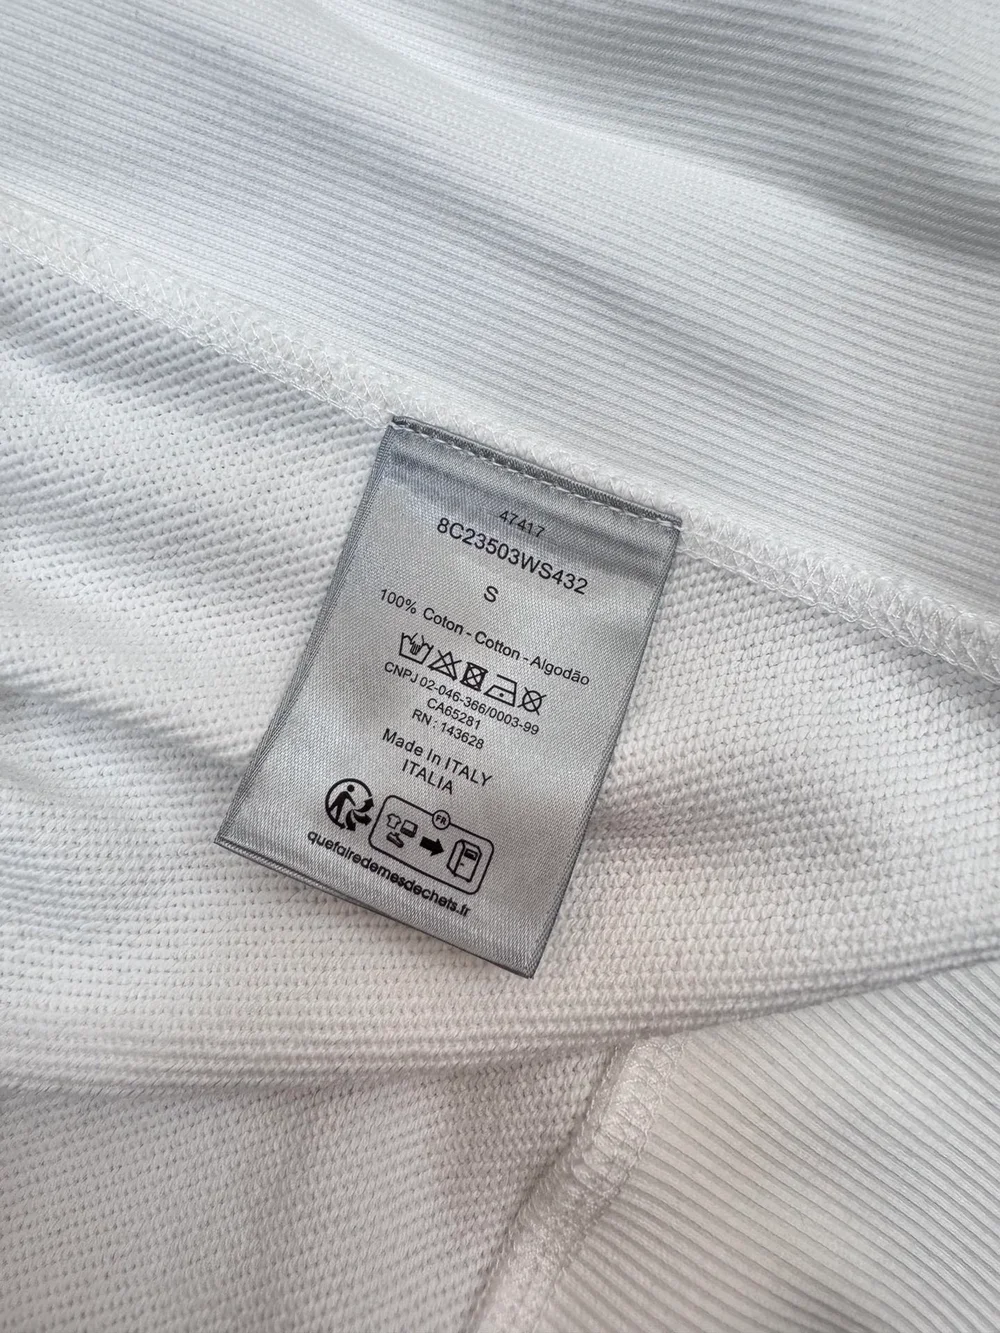 47417
8C23503WS432
S
100% Coton - Cotton - Algodão
CNPJ 02-046-366/0003-99
CA65281
RN : 143628
Made In ITALY
ITALIA
FR
quefairedemesdechets.fr